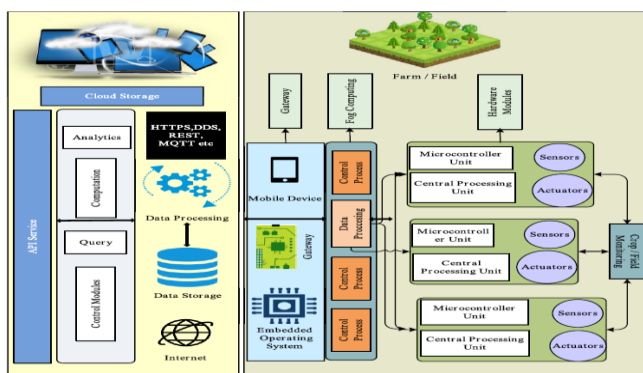 Cloud Storage
API Service
Analytics
Computation
Query
Control Modules
HTTPS,DDS,
REST,
MQTT etc
Data Processing
Data Storage
Internet
Farm / Field
Gateway
Fog Computing
Hardware
Modules
Mobile Device
Gateway
Embedded
Operating
System
Control
Process
Data
Processing
Control
Process
Control
Process
Microcontroller
Unit
Central Processing
Unit
Sensors
Actuators
Microcontroll
er Unit
Central
Processing Unit
Sensors
Actuators
Microcontroller
Unit
Central Processing
Unit
Sensors
Actuators
Crop / Field
Monitoring